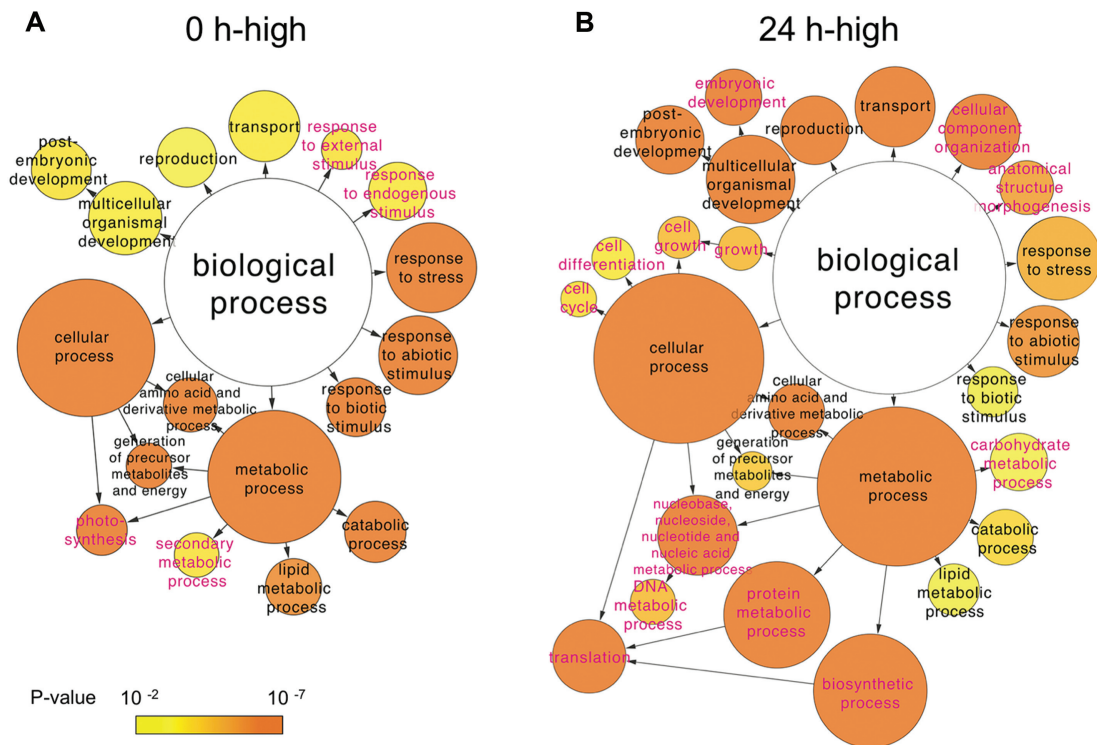 A
0 h-high
post-
embryonic
development
multicellular
organismal
development
reproduction
transport
response
to external
stimulus
response
to endogenous
stimulus
biological
process
response
to stress
response
to abiotic
stimulus
response
to biotic
stimulus
cellular
process
cellular
amino acid and
derivative metabolic
process
generation
of precursor
metabolites
and energy
metabolic
process
photo-
synthesis
secondary
metabolic
process
lipid
metabolic
process
catabolic
process
P-value
10 -2
10 -7
B
24 h-high
embryonic
development
post-
embryonic
development
multicellular
organismal
development
reproduction
transport
cellular
component
organization
anatomical
structure
morphogenesis
cell
growth
growth
cell
differentiation
cell
cycle
biological
process
response
to stress
response
to abiotic
stimulus
response
to biotic
stimulus
cellular
process
cellular
amino acid and
derivative metabolic
process
generation
of precursor
metabolites
and energy
metabolic
process
carbohydrate
metabolic
process
catabolic
process
lipid
metabolic
process
nucleobase,
nucleoside,
nucleotide and
nucleic acid
metabolic process
DNA
metabolic
process
protein
metabolic
process
translation
biosynthetic
process